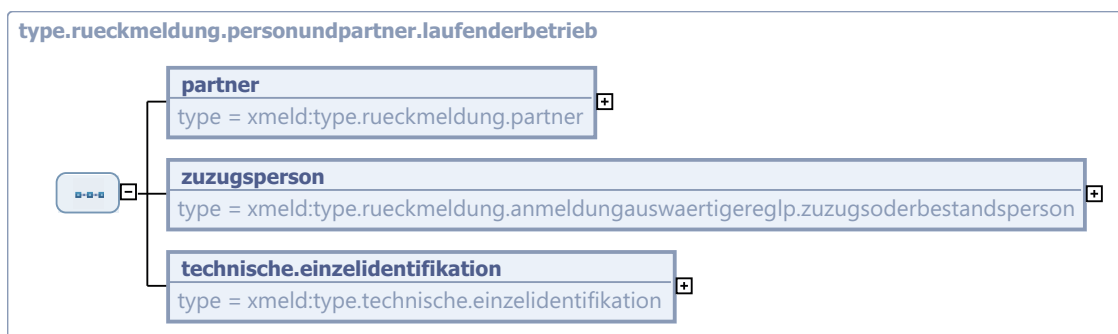 type.rueckmeldung.personundpartner.laufenderbetrieb
partner
type = xmeld:type.rueckmeldung.partner
zuzugsperson
type = xmeld:type.rueckmeldung.anmeldungauswaertigereglp.zuzugsoderbestandsperson
technische.einzelidentifikation
type = xmeld:type.technische.einzelidentifikation